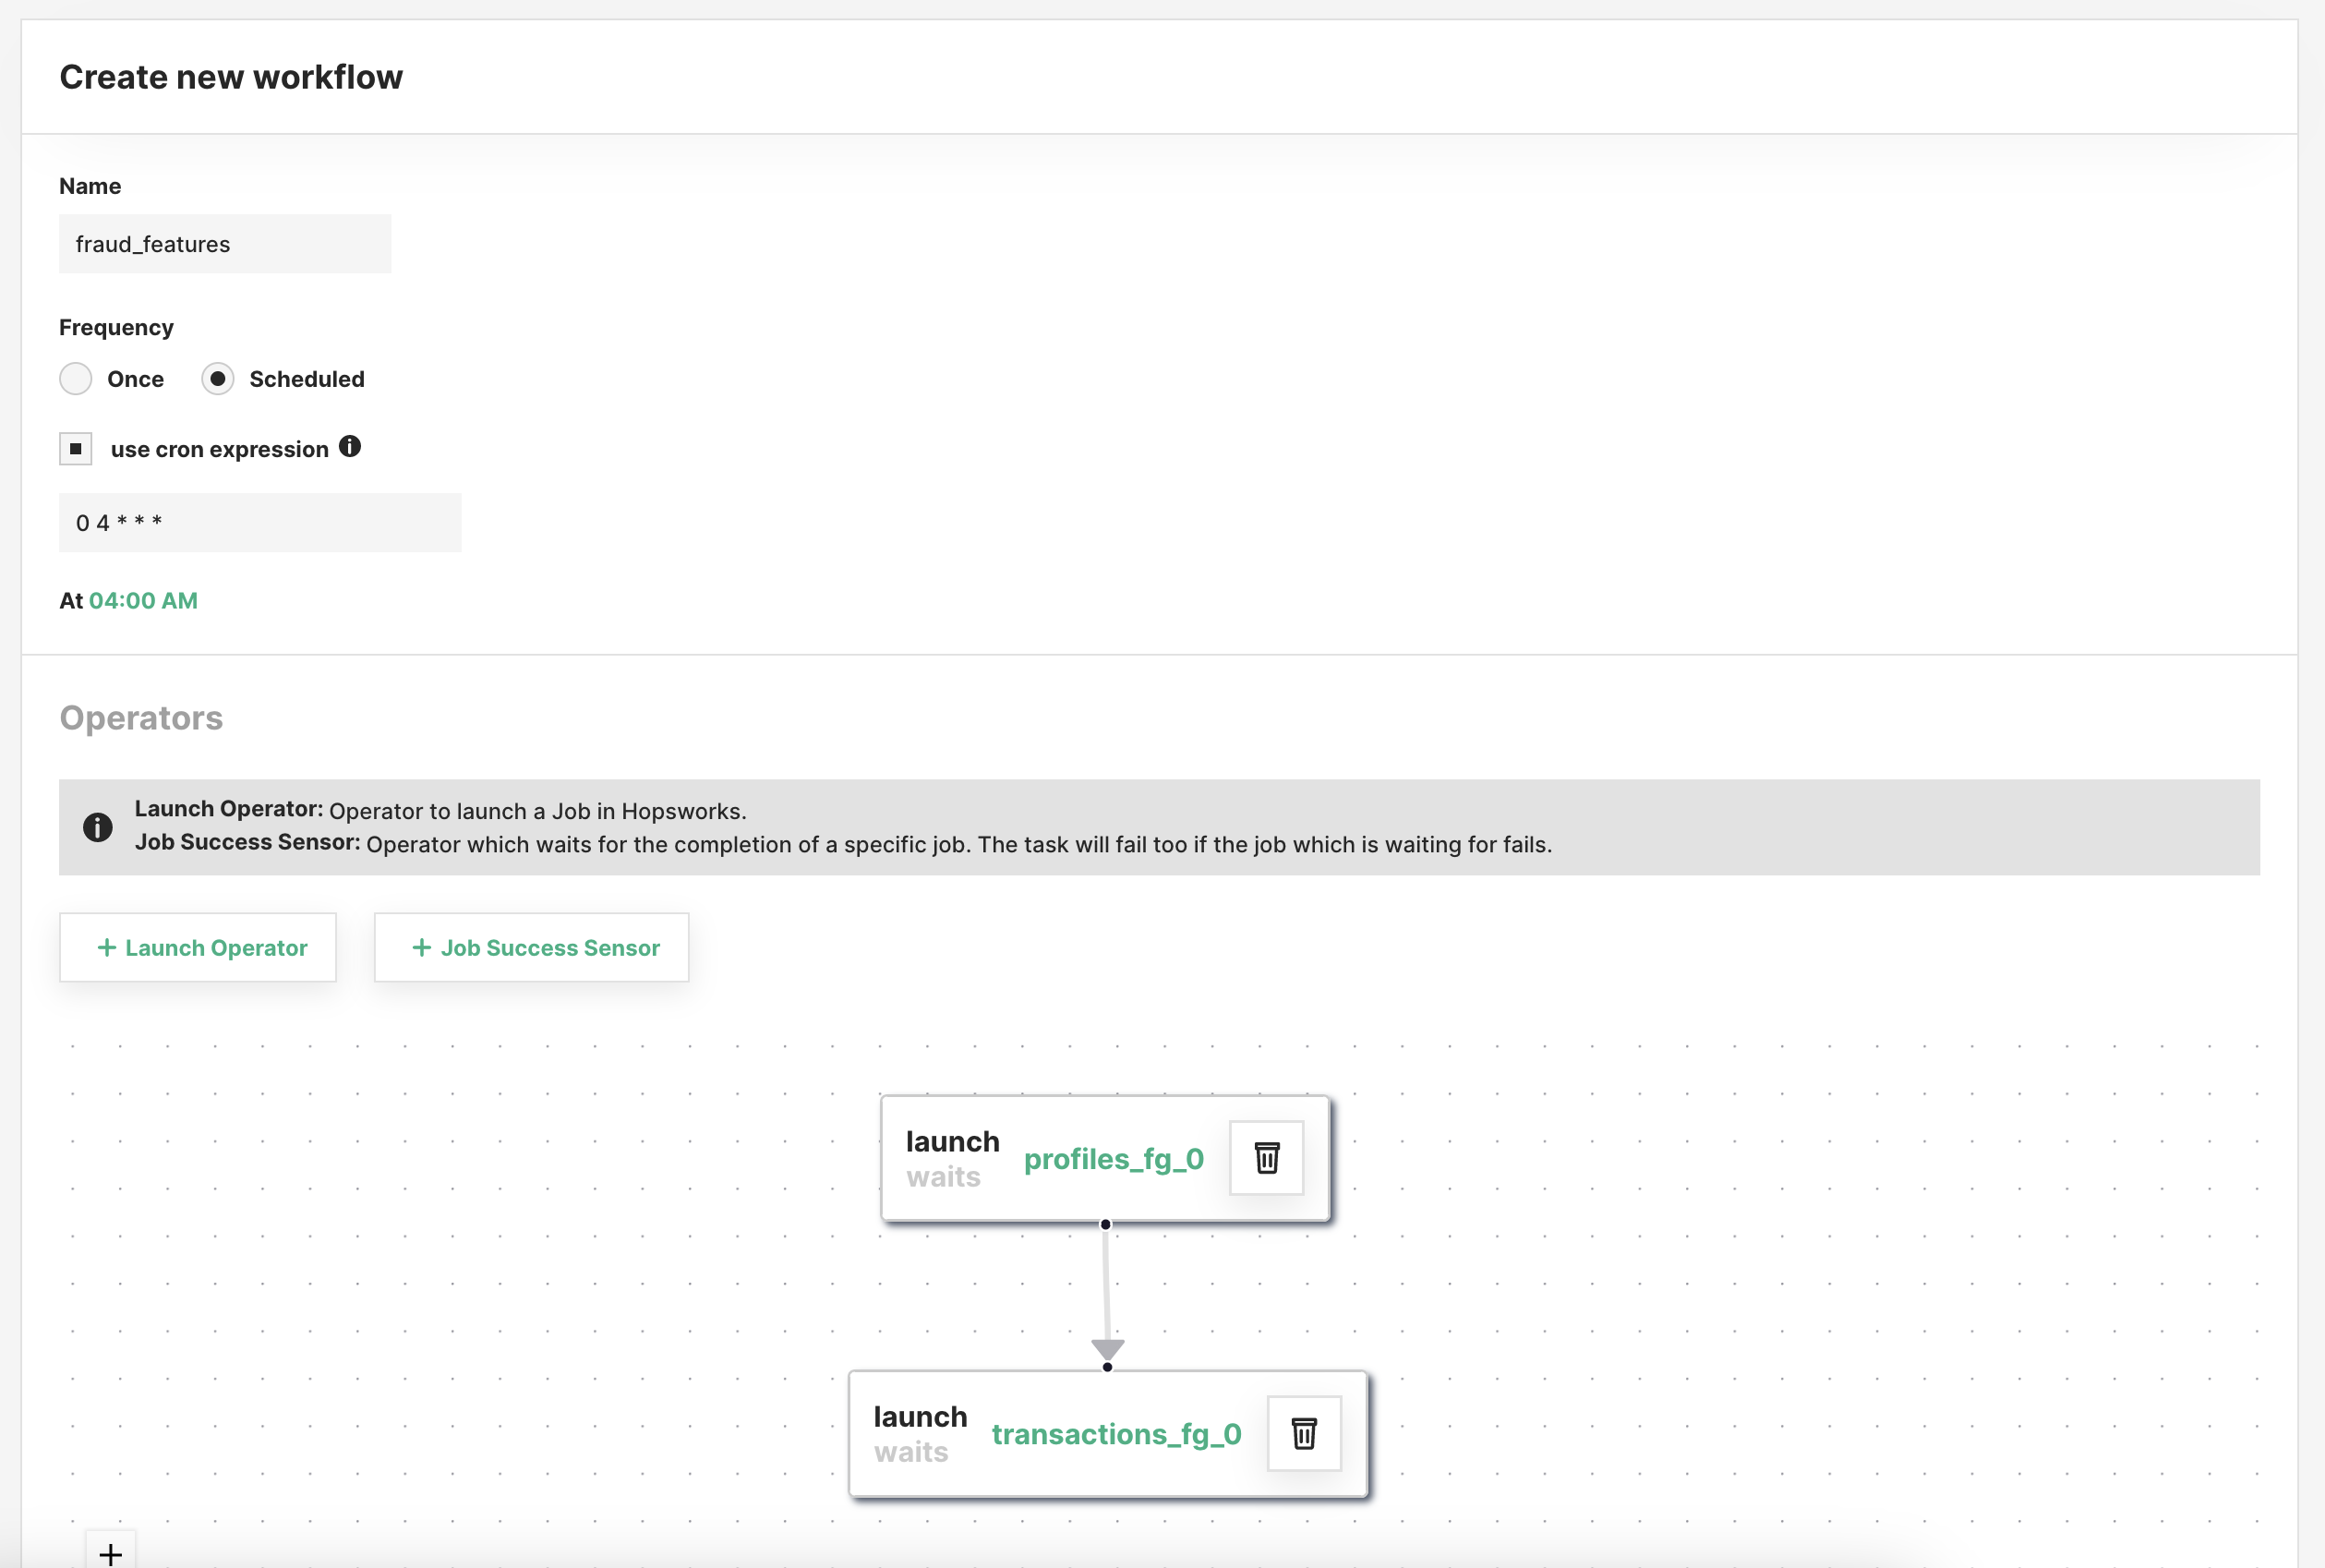 Create new workflow
Name
fraud_features
Frequency
Once Scheduled
use cron expression
0 4 * * *
At 04:00 AM
Operators
Launch Operator: Operator to launch a Job in Hopsworks.
Job Success Sensor: Operator which waits for the completion of a specific job. The task will fail too if the job which is waiting for fails.
+ Launch Operator + Job Success Sensor
launch
waits
profiles_fg_0
launch
waits
transactions_fg_0
+